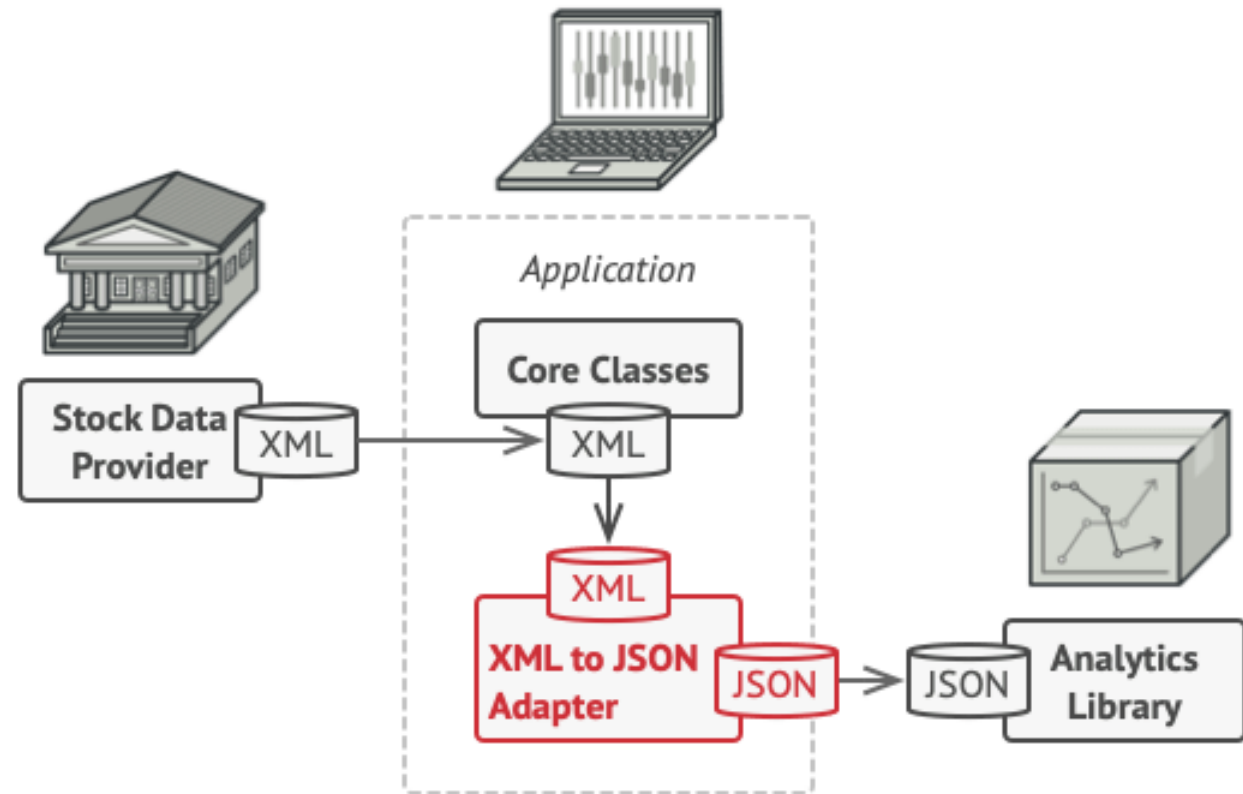 Application
Core Classes
Stock Data
Provider
XML
XML
XML
XML to JSON
Adapter
JSON
JSON
Analytics
Library